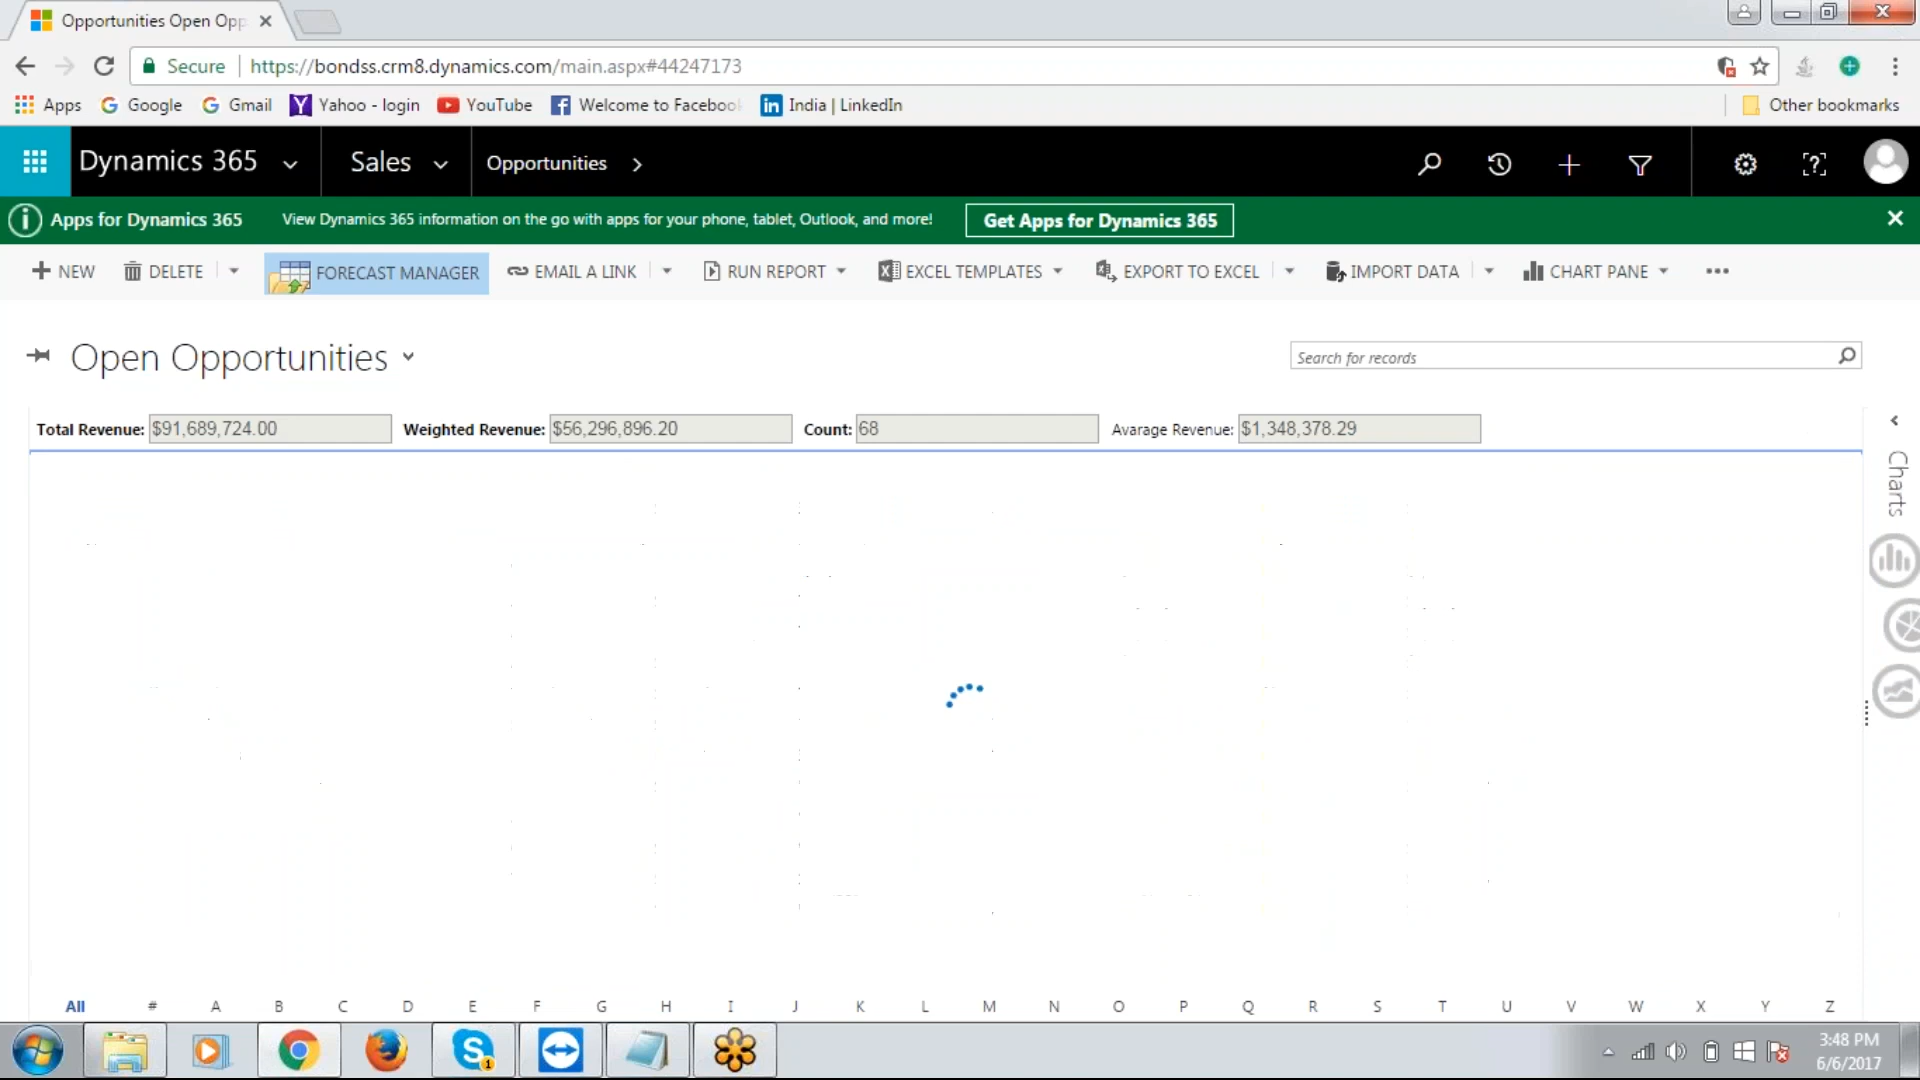 Opportunities Open Opp
Secure https://bondss.crm8.dynamics.com/main.aspx#44247173
Apps Google Gmail Yahoo - login YouTube Welcome to Facebook India | LinkedIn Other bookmarks
Dynamics 365 Sales Opportunities
Apps for Dynamics 365 View Dynamics 365 information on the go with apps for your phone, tablet, Outlook, and more! Get Apps for Dynamics 365
NEW DELETE FORECAST MANAGER EMAIL A LINK RUN REPORT EXCEL TEMPLATES EXPORT TO EXCEL IMPORT DATA CHART PANE
Open Opportunities Search for records
Total Revenue: $91,689,724.00 Weighted Revenue: $56,296,896.20 Count: 68 Avarage Revenue: $1,348,378.29
Charts
All # A B C D E F G H I J K L M N O P Q R S T U V W X Y Z
1
3:48 PM
6/6/2017